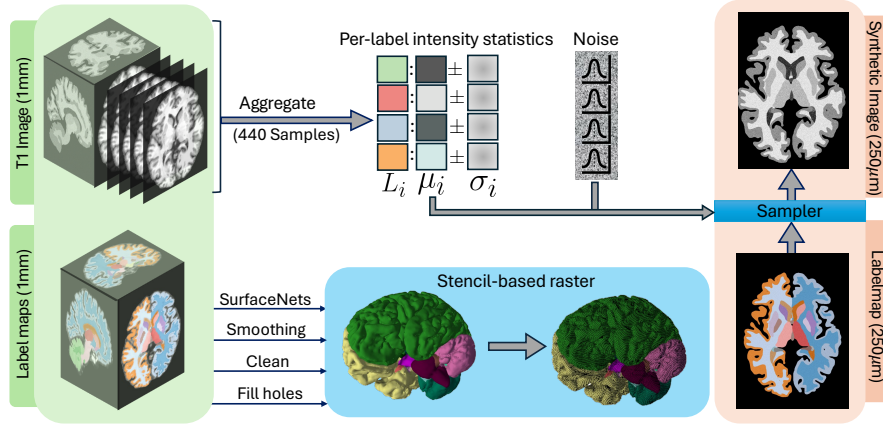 T1 Image (1mm)
Label maps (1mm)
Aggregate
(440 Samples)
Per-label intensity statistics
: ±
: ±
: ±
: ±
L_i μ_i σ_i
Noise
SurfaceNets
Smoothing
Clean
Fill holes
Stencil-based raster
Sampler
Synthetic Image (250μm)
Labelmap (250μm)